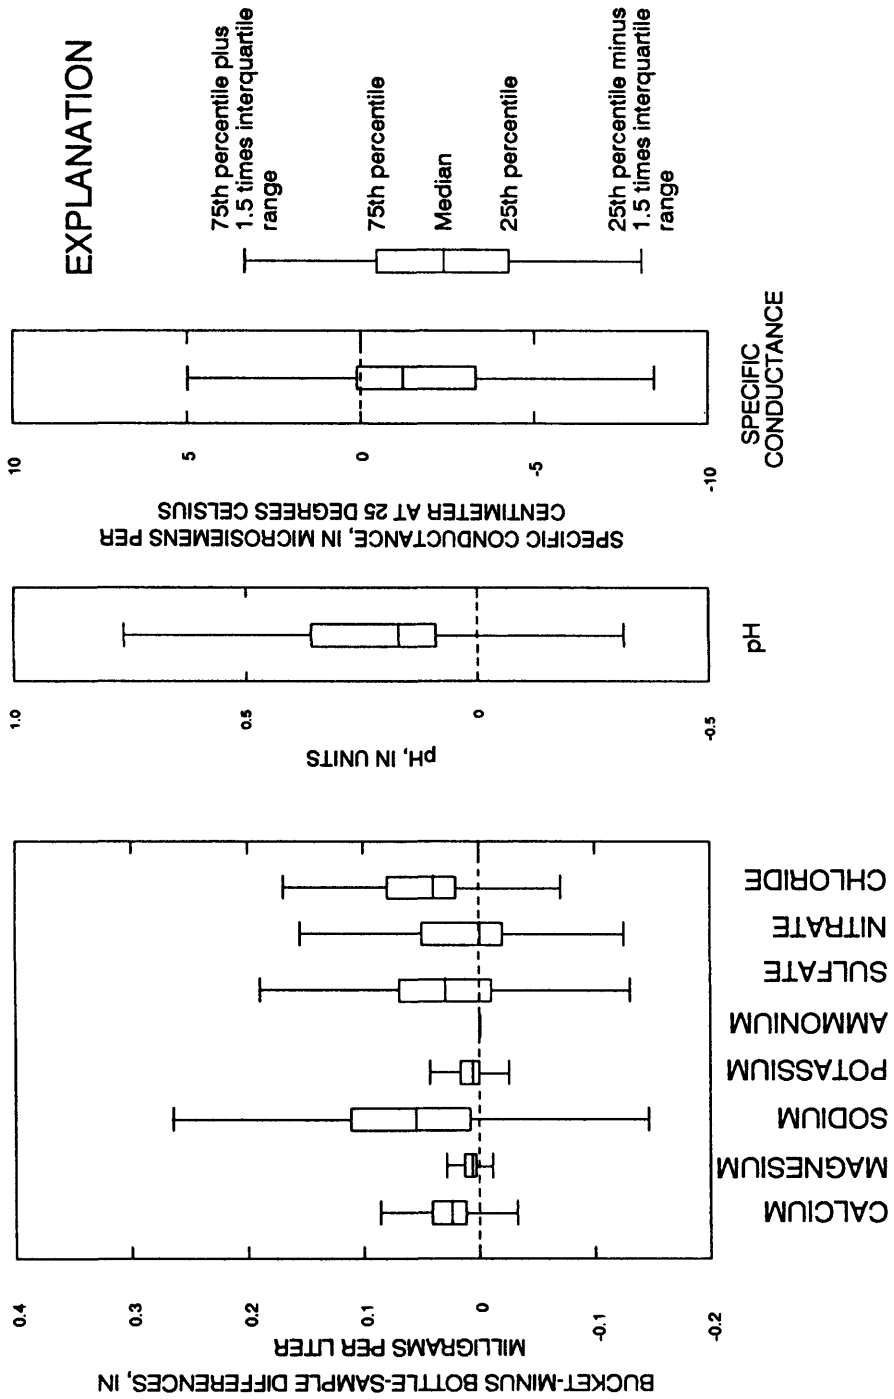 EXPLANATION
75th percentile plus
1.5 times interquartile
range
75th percentile
Median
25th percentile
25th percentile minus
1.5 times interquartile
range
SPECIFIC CONDUCTANCE, IN MICROSIEMENS PER
CENTIMETER AT 25 DEGREES CELSIUS
10
5
0
-5
-10
SPECIFIC
CONDUCTANCE
pH, IN UNITS
1.0
0.5
0
-0.5
pH
BUCKET-MINUS BOTTLE-SAMPLE DIFFERENCES, IN
MILLIGRAMS PER LITER
0.4
0.3
0.2
0.1
0
-0.1
-0.2
CALCIUM
MAGNESIUM
SODIUM
POTASSIUM
AMMONIUM
SULFATE
NITRATE
CHLORIDE